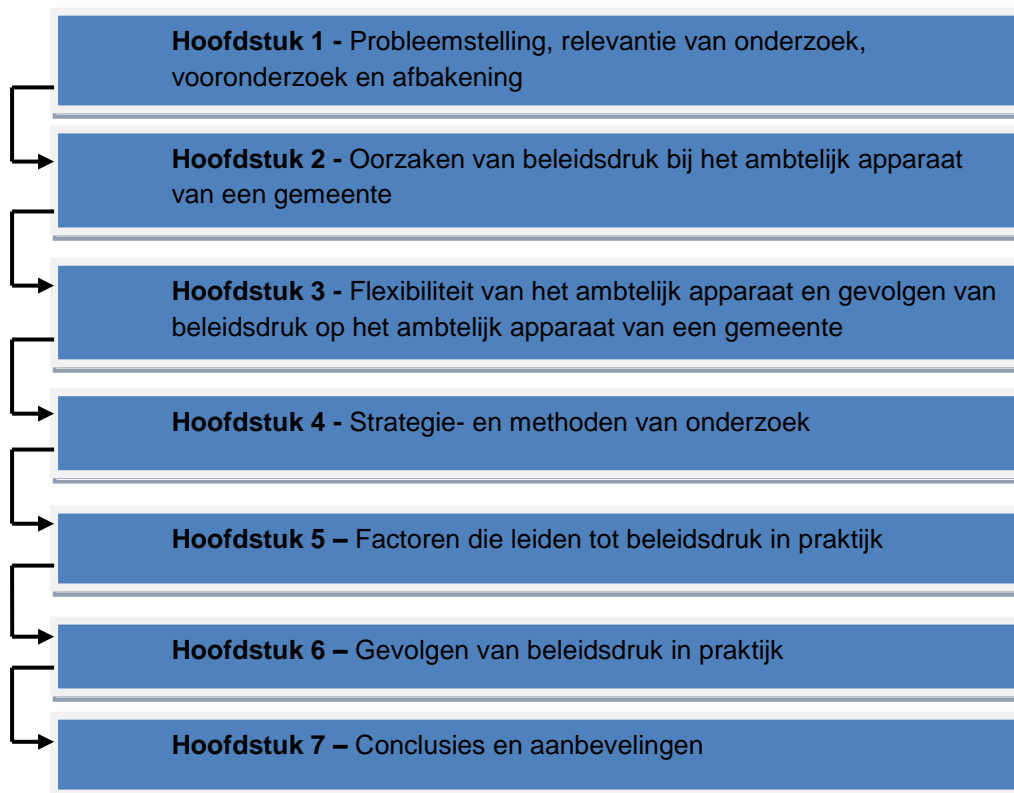 Hoofdstuk 1 - Probleemstelling, relevantie van onderzoek,
vooronderzoek en afbakening
Hoofdstuk 2 - Oorzaken van beleidsdruk bij het ambtelijk apparaat
van een gemeente
Hoofdstuk 3 - Flexibiliteit van het ambtelijk apparaat en gevolgen van
beleidsdruk op het ambtelijk apparaat van een gemeente
Hoofdstuk 4 - Strategie- en methoden van onderzoek
Hoofdstuk 5 – Factoren die leiden tot beleidsdruk in praktijk
Hoofdstuk 6 – Gevolgen van beleidsdruk in praktijk
Hoofdstuk 7 – Conclusies en aanbevelingen